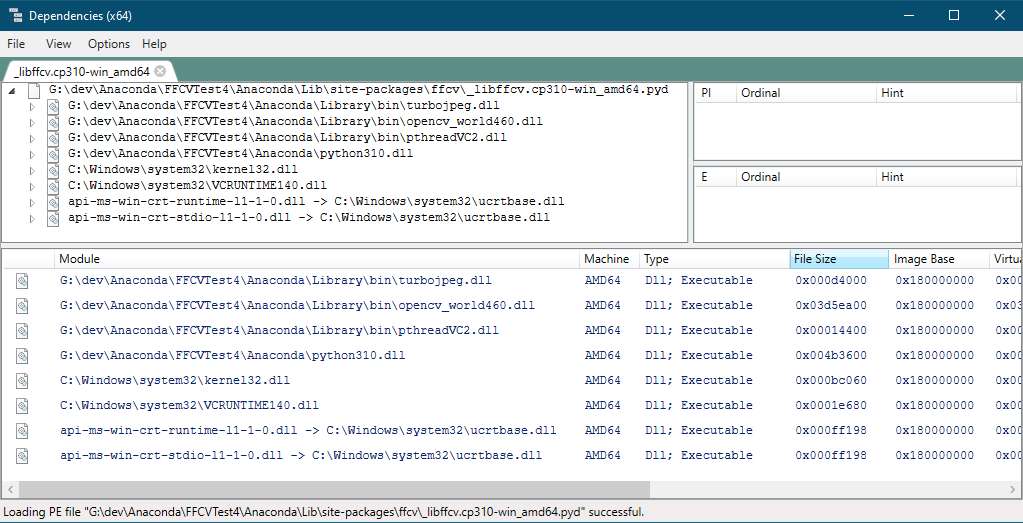 Dependencies (x64)
File View Options Help
_libffcv.cp310-win_amd64
G:\dev\Anaconda\FFCVTest4\Anaconda\Lib\site-packages\ffcv\_libffcv.cp310-win_amd64.pyd
G:\dev\Anaconda\FFCVTest4\Anaconda\Library\bin\turbojpeg.dll
G:\dev\Anaconda\FFCVTest4\Anaconda\Library\bin\opencv_world460.dll
G:\dev\Anaconda\FFCVTest4\Anaconda\Library\bin\pthreadVC2.dll
G:\dev\Anaconda\FFCVTest4\Anaconda\python310.dll
C:\Windows\system32\kernel32.dll
C:\Windows\system32\VCRUNTIME140.dll
api-ms-win-crt-runtime-l1-1-0.dll -> C:\Windows\system32\ucrtbase.dll
api-ms-win-crt-stdio-l1-1-0.dll -> C:\Windows\system32\ucrtbase.dll
PI Ordinal Hint
E Ordinal Hint
Module Machine Type File Size Image Base Virtua
G:\dev\Anaconda\FFCVTest4\Anaconda\Library\bin\turbojpeg.dll AMD64 Dll; Executable 0x000d4000 0x180000000 0x00
G:\dev\Anaconda\FFCVTest4\Anaconda\Library\bin\opencv_world460.dll AMD64 Dll; Executable 0x03d5ea00 0x180000000 0x03
G:\dev\Anaconda\FFCVTest4\Anaconda\Library\bin\pthreadVC2.dll AMD64 Dll; Executable 0x00014400 0x180000000 0x00
G:\dev\Anaconda\FFCVTest4\Anaconda\python310.dll AMD64 Dll; Executable 0x004b3600 0x180000000 0x00
C:\Windows\system32\kernel32.dll AMD64 Dll; Executable 0x000bc060 0x180000000 0x00
C:\Windows\system32\VCRUNTIME140.dll AMD64 Dll; Executable 0x0001e680 0x180000000 0x00
api-ms-win-crt-runtime-l1-1-0.dll -> C:\Windows\system32\ucrtbase.dll AMD64 Dll; Executable 0x000ff198 0x180000000 0x00
api-ms-win-crt-stdio-l1-1-0.dll -> C:\Windows\system32\ucrtbase.dll AMD64 Dll; Executable 0x000ff198 0x180000000 0x00
Loading PE file "G:\dev\Anaconda\FFCVTest4\Anaconda\Lib\site-packages\ffcv\_libffcv.cp310-win_amd64.pyd" successful.